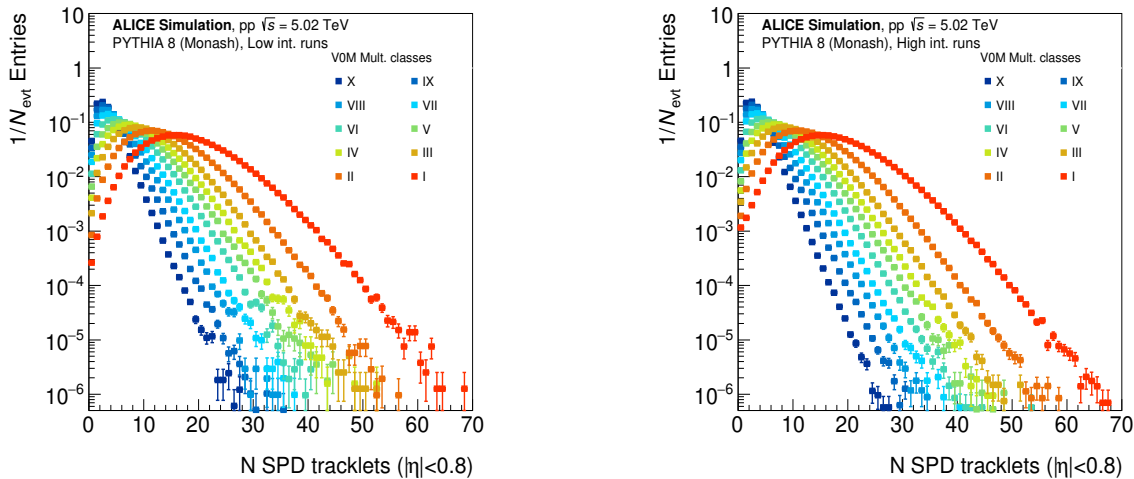 ALICE Simulation, pp √s = 5.02 TeV
PYTHIA 8 (Monash), Low int. runs
V0M Mult. classes
X IX
VIII VII
VI V
IV III
II I
1/Nevt Entries
10
1
10⁻¹
10⁻²
10⁻³
10⁻⁴
10⁻⁵
10⁻⁶
0 10 20 30 40 50 60 70
N SPD tracklets (|η|<0.8)
ALICE Simulation, pp √s = 5.02 TeV
PYTHIA 8 (Monash), High int. runs
V0M Mult. classes
X IX
VIII VII
VI V
IV III
II I
1/Nevt Entries
10
1
10⁻¹
10⁻²
10⁻³
10⁻⁴
10⁻⁵
10⁻⁶
0 10 20 30 40 50 60 70
N SPD tracklets (|η|<0.8)